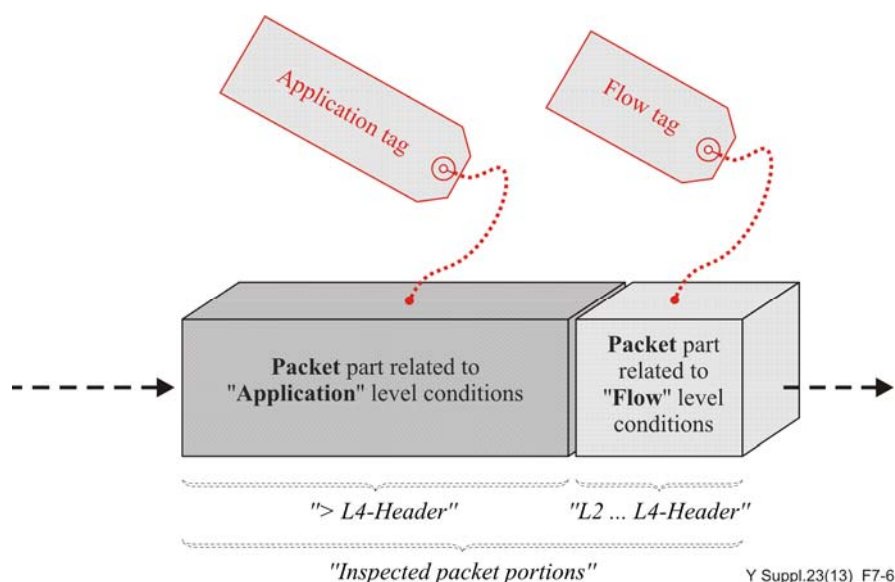 Application tag
Flow tag
Packet part related to
"Application" level conditions
Packet part
related to
"Flow" level
conditions
"> L4-Header"
"L2 ... L4-Header"
"Inspected packet portions"
Y Suppl.23(13)_F7-6